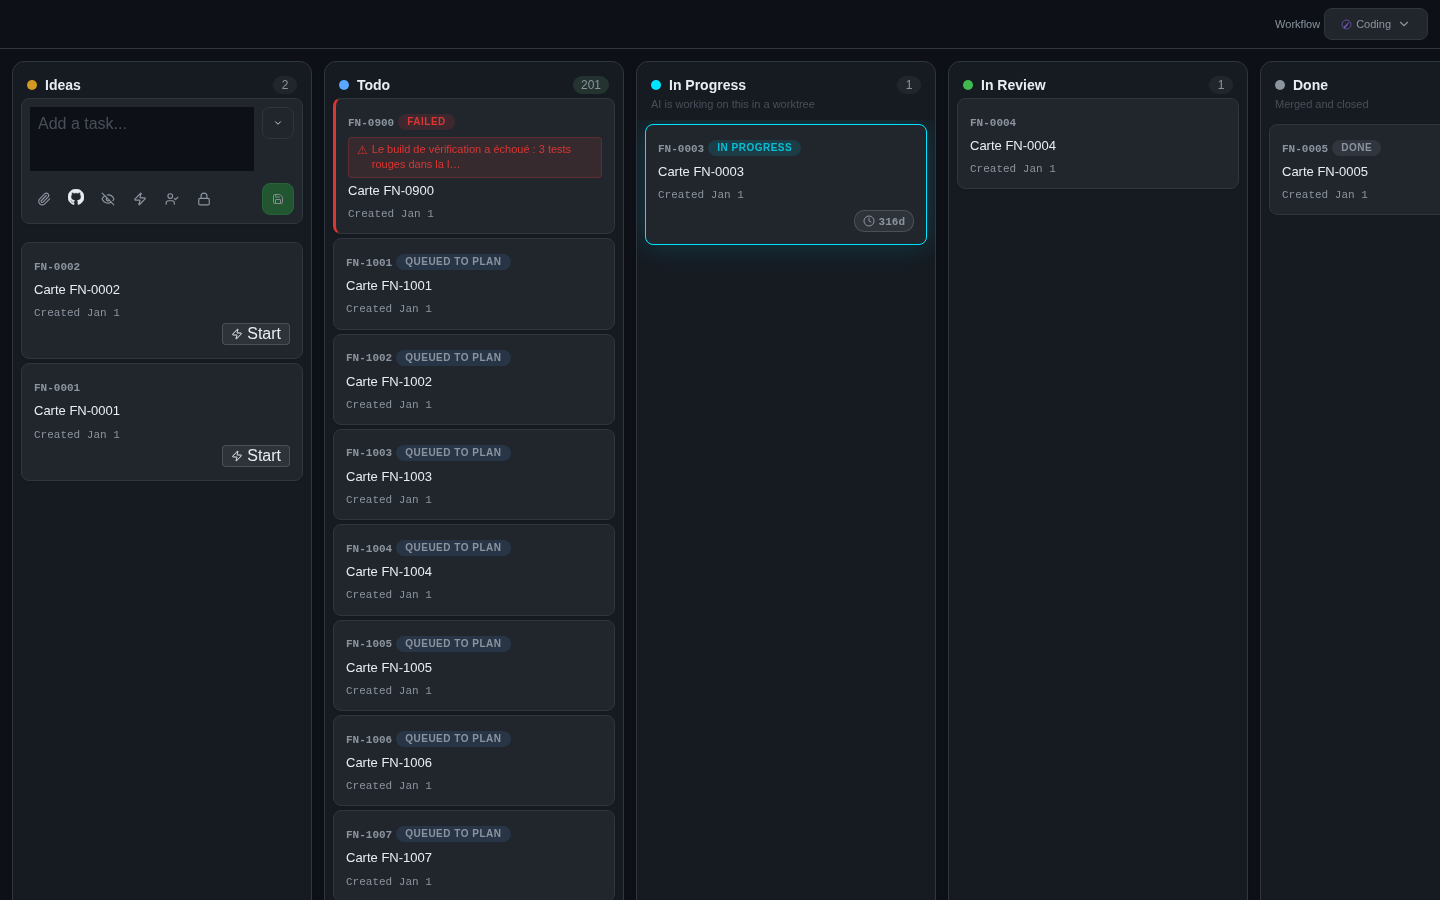 Workflow
Coding
Ideas
2
Add a task...
FN-0002
Carte FN-0002
Created Jan 1
Start
FN-0001
Carte FN-0001
Created Jan 1
Start
Todo
201
FN-0900 FAILED
⚠ Le build de vérification a échoué : 3 tests
rouges dans la l…
Carte FN-0900
Created Jan 1
FN-1001 QUEUED TO PLAN
Carte FN-1001
Created Jan 1
FN-1002 QUEUED TO PLAN
Carte FN-1002
Created Jan 1
FN-1003 QUEUED TO PLAN
Carte FN-1003
Created Jan 1
FN-1004 QUEUED TO PLAN
Carte FN-1004
Created Jan 1
FN-1005 QUEUED TO PLAN
Carte FN-1005
Created Jan 1
FN-1006 QUEUED TO PLAN
Carte FN-1006
Created Jan 1
FN-1007 QUEUED TO PLAN
Carte FN-1007
Created Jan 1
In Progress
1
AI is working on this in a worktree
FN-0003 IN PROGRESS
Carte FN-0003
Created Jan 1
316d
In Review
1
FN-0004
Carte FN-0004
Created Jan 1
Done
Merged and closed
FN-0005 DONE
Carte FN-0005
Created Jan 1